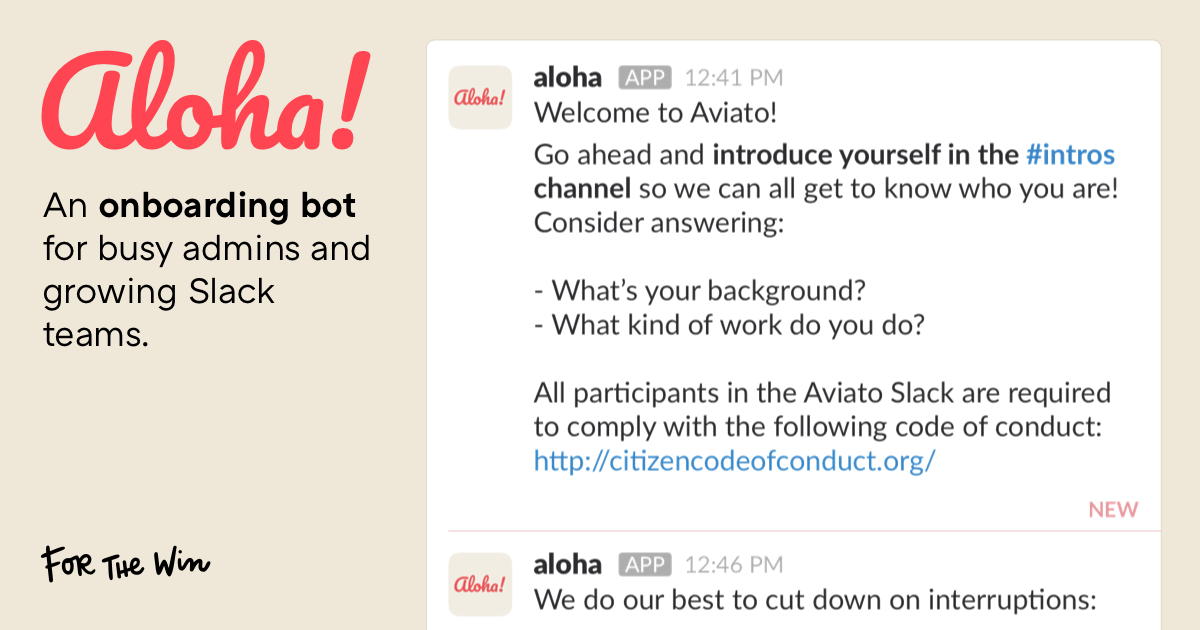 Aloha!
An onboarding bot
for busy admins and
growing Slack
teams.
FOR THE WIN
Aloha!
aloha APP 12:41 PM
Welcome to Aviato!
Go ahead and introduce yourself in the #intros
channel so we can all get to know who you are!
Consider answering:
- What’s your background?
- What kind of work do you do?
All participants in the Aviato Slack are required
to comply with the following code of conduct:
http://citizencodeofconduct.org/
NEW
Aloha!
aloha APP 12:46 PM
We do our best to cut down on interruptions: